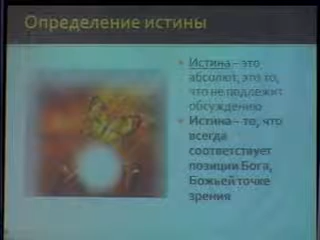 Определение истины
Истина – это
абсолют, это то,
что не подлежит
обсуждению
Истина – то, что
всегда
соответствует
позиции Бога,
Божьей точке
зрения